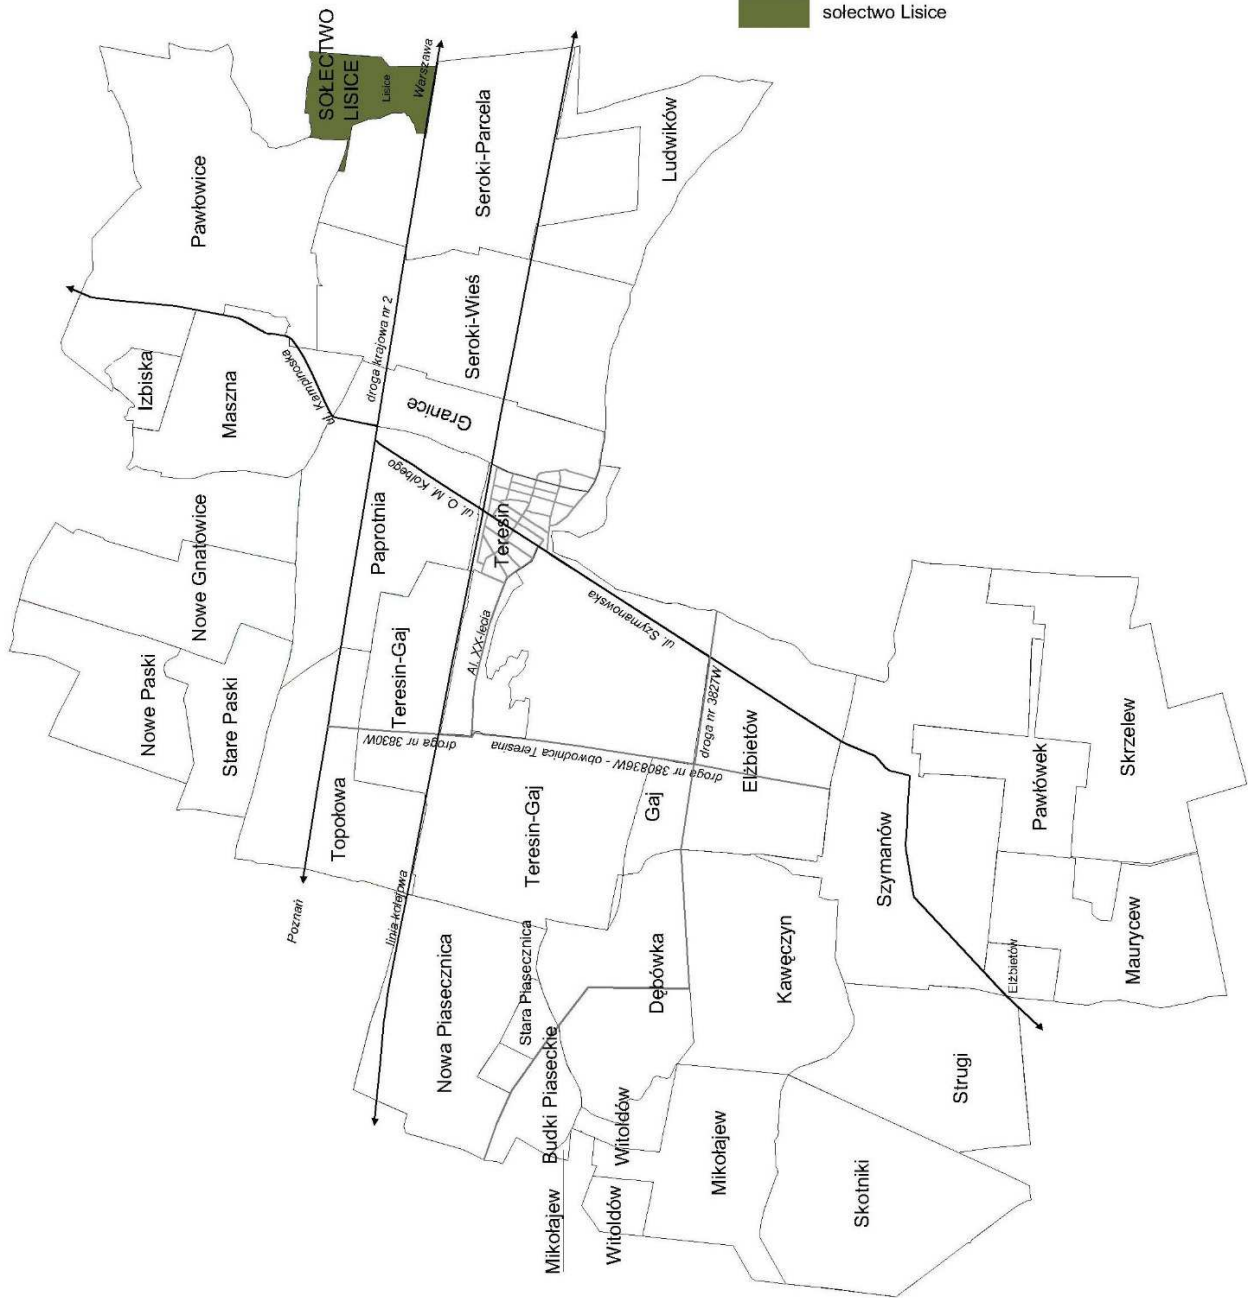 sołectwo Lisice
SOŁECTWO
LISICE
Lisice
Warszawa
Pawłowice
Seroki-Parcela
Ludwików
Izbiska
Maszna
ul. Kampinoska
droga krajowa nr 2
Seroki-Wieś
Granice
Nowe Gnatowice
Paprotnia
ul. O. M. Kolbego
Teresin
Nowe Paski
Stare Paski
Teresin-Gaj
Al. XX-lecia
ul. Szymanowska
droga nr 3830W
droga nr 380836W - obwodnica Teresina
droga nr 3827W
Topołowa
Teresin-Gaj
Gaj
Elżbietów
Poznań
linia kolejowa
Szymanów
Pawłówek
Skrzelew
Nowa Piasecznica
Stara Piasecznica
Budki Piaseckie
Dębówka
Kawęczyn
Elżbietów
Maurycew
Mikołajew
Witoldów
Witoldów
Mikołajew
Skotniki
Strugi